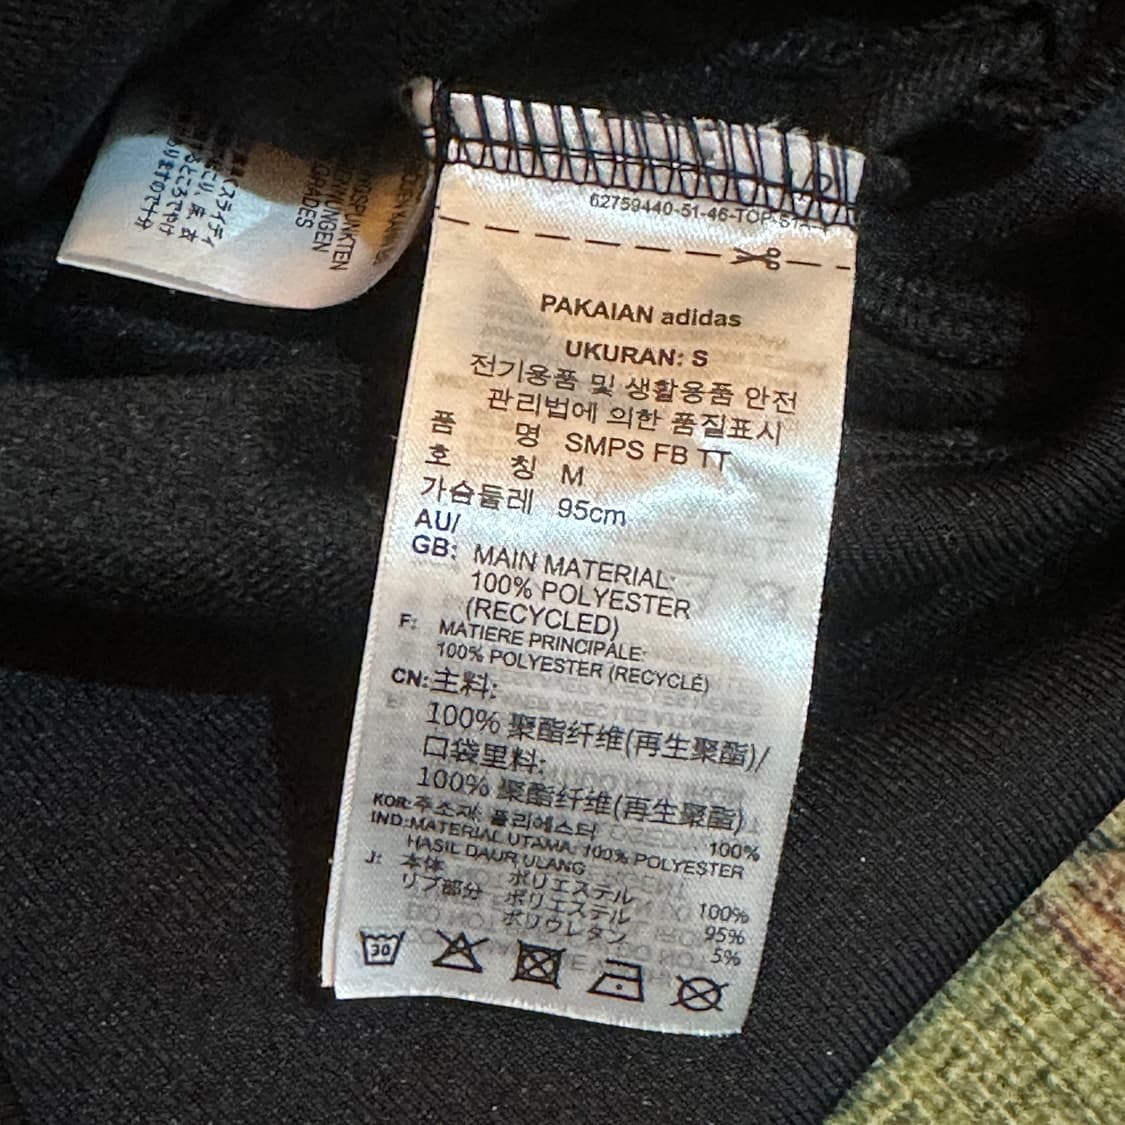 62759440-51-46-TOP
PAKAIAN adidas
UKURAN: S
전기용품 및 생활용품 안전
관리법에 의한 품질표시
품 명 SMPS FB TT
호 칭 M
가슴둘레 95cm
AU/
GB: MAIN MATERIAL:
100% POLYESTER
(RECYCLED)
F: MATIERE PRINCIPALE:
100% POLYESTER (RECYCLÉ)
CN:主料:
100% 聚酯纤维(再生聚酯)/
口袋里料:
100% 聚酯纤维(再生聚酯)
KOR:주소재: 폴리에스터 100%
IND:MATERIAL UTAMA: 100% POLYESTER
HASIL DAUR ULANG
J: 本体 ポリエステル 100%
リブ部分 ポリエステル 95%
ポリウレタン 5%
30